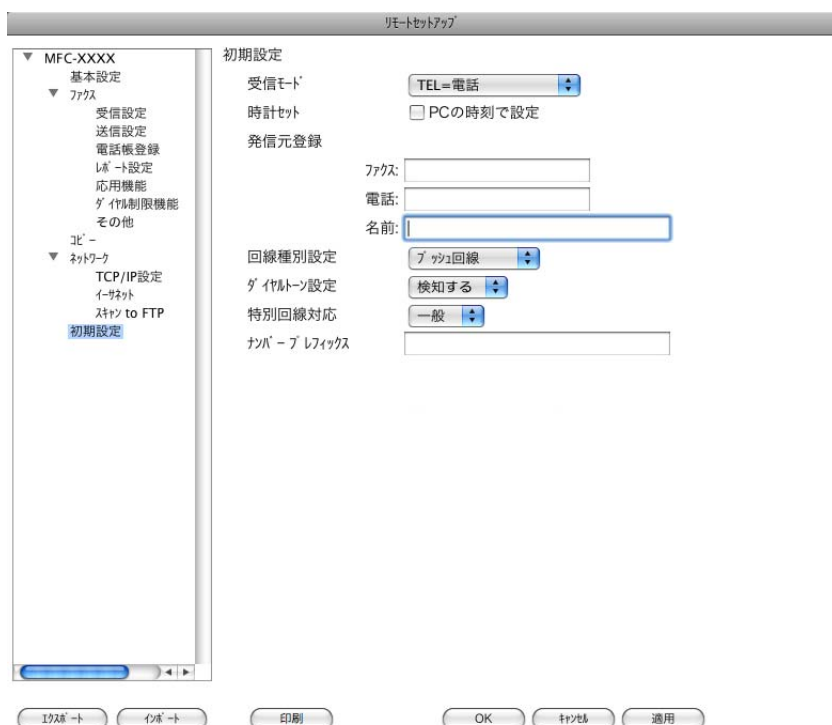 リモートセットアップ
MFC-XXXX
基本設定
ファクス
受信設定
送信設定
電話帳登録
レポート設定
応用機能
ダイヤル制限機能
その他
コピー
ネットワーク
TCP/IP設定
イーサネット
スキャン to FTP
初期設定
初期設定
受信モード TEL=電話
時計セット PCの時刻で設定
発信元登録
ファクス:
電話:
名前:
回線種別設定 プッシュ回線
ダイヤルトーン設定 検知する
特別回線対応 一般
ナンバープレフィックス
エクスポート インポート 印刷 OK キャンセル 適用